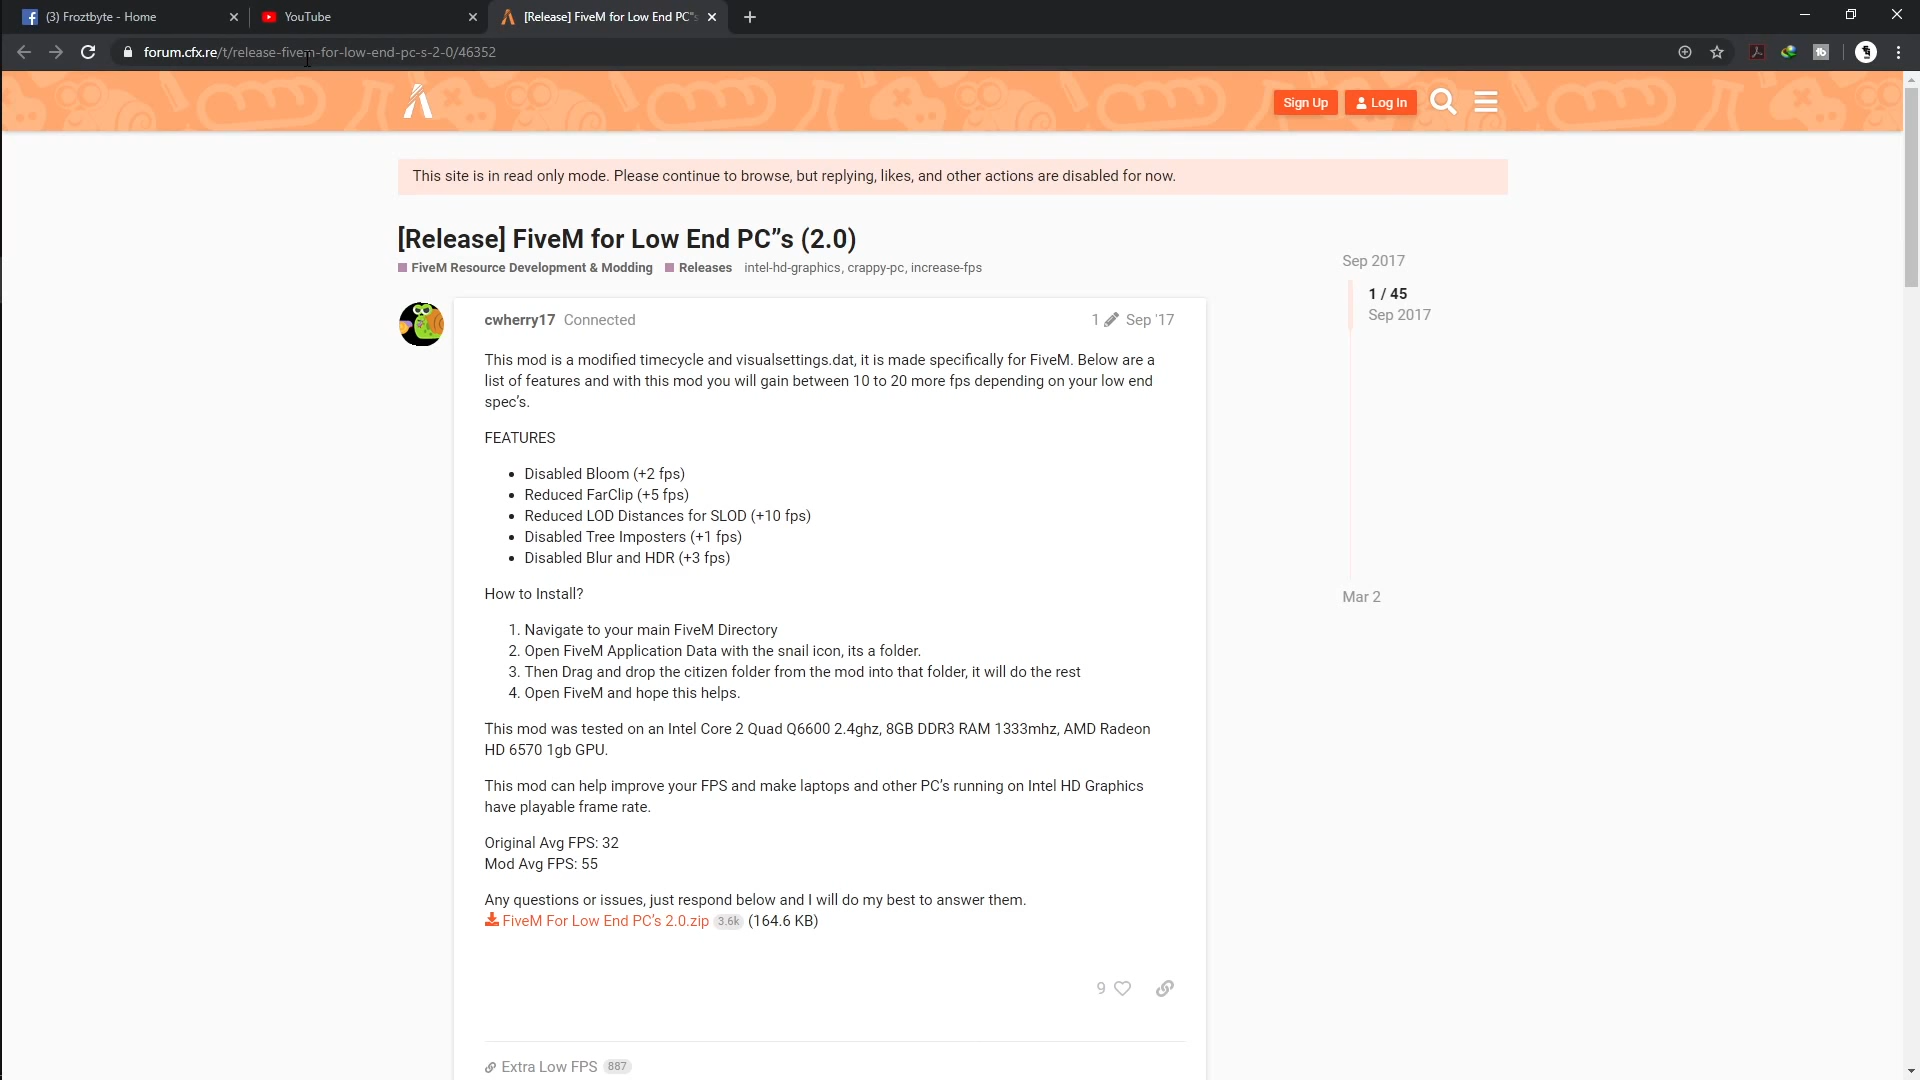 (3) Froztbyte - Home
YouTube
[Release] FiveM for Low End PC"s
forum.cfx.re/t/release-fivem-for-low-end-pc-s-2-0/46352
Sign Up
Log In
This site is in read only mode. Please continue to browse, but replying, likes, and other actions are disabled for now.
[Release] FiveM for Low End PC”s (2.0)
FiveM Resource Development & Modding Releases intel-hd-graphics, crappy-pc, increase-fps
Sep 2017
1 / 45
Sep 2017
Mar 2
cwherry17 Connected 1 Sep '17
This mod is a modified timecycle and visualsettings.dat, it is made specifically for FiveM. Below are a
list of features and with this mod you will gain between 10 to 20 more fps depending on your low end
spec’s.
FEATURES
• Disabled Bloom (+2 fps)
• Reduced FarClip (+5 fps)
• Reduced LOD Distances for SLOD (+10 fps)
• Disabled Tree Imposters (+1 fps)
• Disabled Blur and HDR (+3 fps)
How to Install?
1. Navigate to your main FiveM Directory
2. Open FiveM Application Data with the snail icon, its a folder.
3. Then Drag and drop the citizen folder from the mod into that folder, it will do the rest
4. Open FiveM and hope this helps.
This mod was tested on an Intel Core 2 Quad Q6600 2.4ghz, 8GB DDR3 RAM 1333mhz, AMD Radeon
HD 6570 1gb GPU.
This mod can help improve your FPS and make laptops and other PC’s running on Intel HD Graphics
have playable frame rate.
Original Avg FPS: 32
Mod Avg FPS: 55
Any questions or issues, just respond below and I will do my best to answer them.
FiveM For Low End PC’s 2.0.zip 3.6k (164.6 KB)
9
Extra Low FPS 887